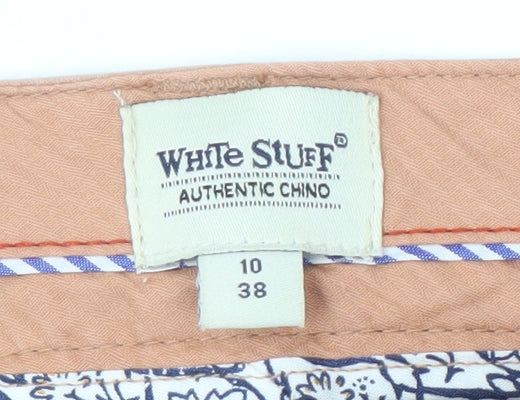 WHITE STUFF
AUTHENTIC CHINO
10
38